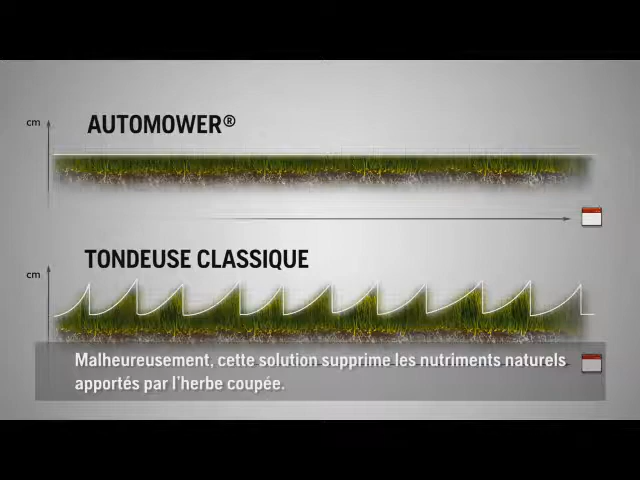 cm
AUTOMOWER®
TONDEUSE CLASSIQUE
cm
Malheureusement, cette solution supprime les nutriments naturels
apportés par l'herbe coupée.